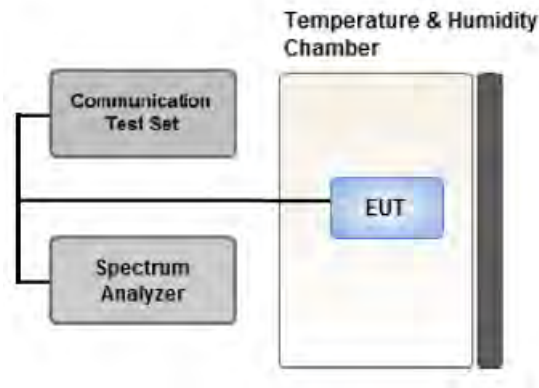 Temperature & Humidity
Chamber
Communication
Test Set
EUT
Spectrum
Analyzer